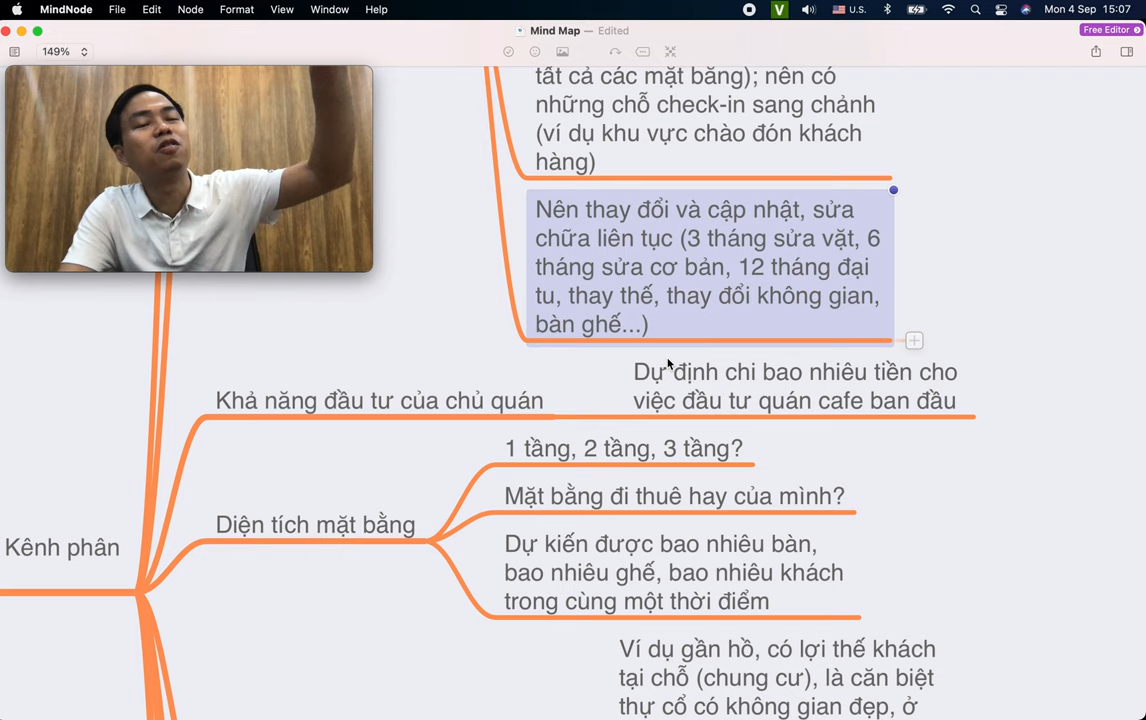 MindNode File Edit Node Format View Window Help
V U.S. Mon 4 Sep 15:07
Mind Map — Edited
Free Editor
149%
tất cả các mặt bằng); nên có
những chỗ check-in sang chảnh
(ví dụ khu vực chào đón khách
hàng)
Nên thay đổi và cập nhật, sửa
chữa liên tục (3 tháng sửa vặt, 6
tháng sửa cơ bản, 12 tháng đại
tu, thay thế, thay đổi không gian,
bàn ghế...)
Dự định chi bao nhiêu tiền cho
việc đầu tư quán cafe ban đầu
Khả năng đầu tư của chủ quán
1 tầng, 2 tầng, 3 tầng?
Mặt bằng đi thuê hay của mình?
Diện tích mặt bằng
Dự kiến được bao nhiêu bàn,
bao nhiêu ghế, bao nhiêu khách
trong cùng một thời điểm
Kênh phân
Ví dụ gần hồ, có lợi thế khách
tại chỗ (chung cư), là căn biệt
thự cổ có không gian đẹp, ở